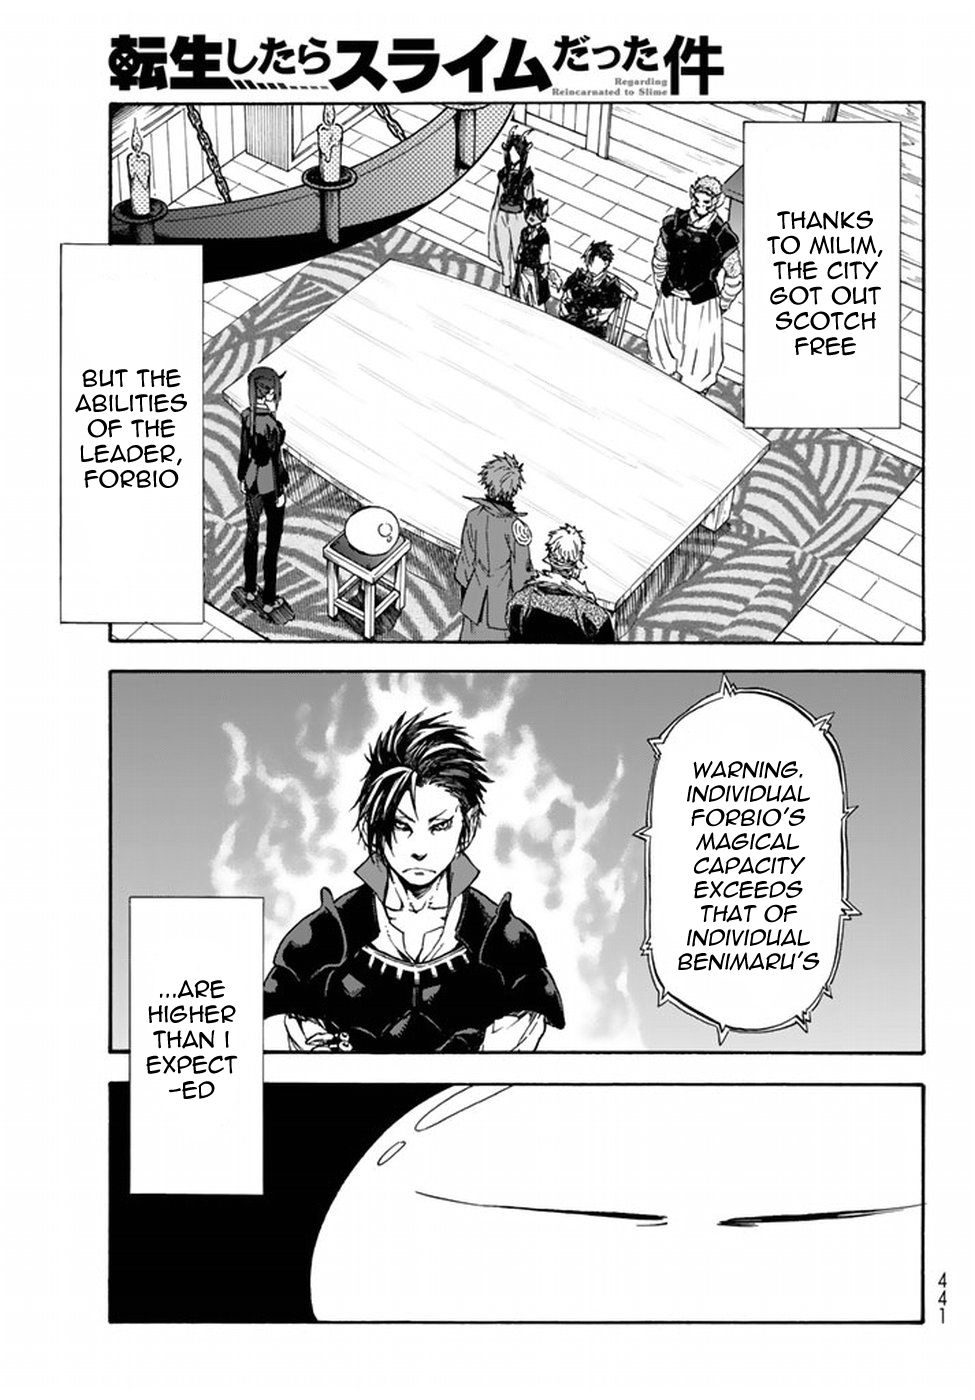 転生したらスライムだった件
Regarding
Reincarnated to Slime
THANKS
TO MILIM,
THE CITY
GOT OUT
SCOTCH
FREE
BUT THE
ABILITIES
OF THE
LEADER,
FORBIO
WARNING.
INDIVIDUAL
FORBIO'S
MAGICAL
CAPACITY
EXCEEDS
THAT OF
INDIVIDUAL
BENIMARU'S
...ARE
HIGHER
THAN I
EXPECT
-ED
441